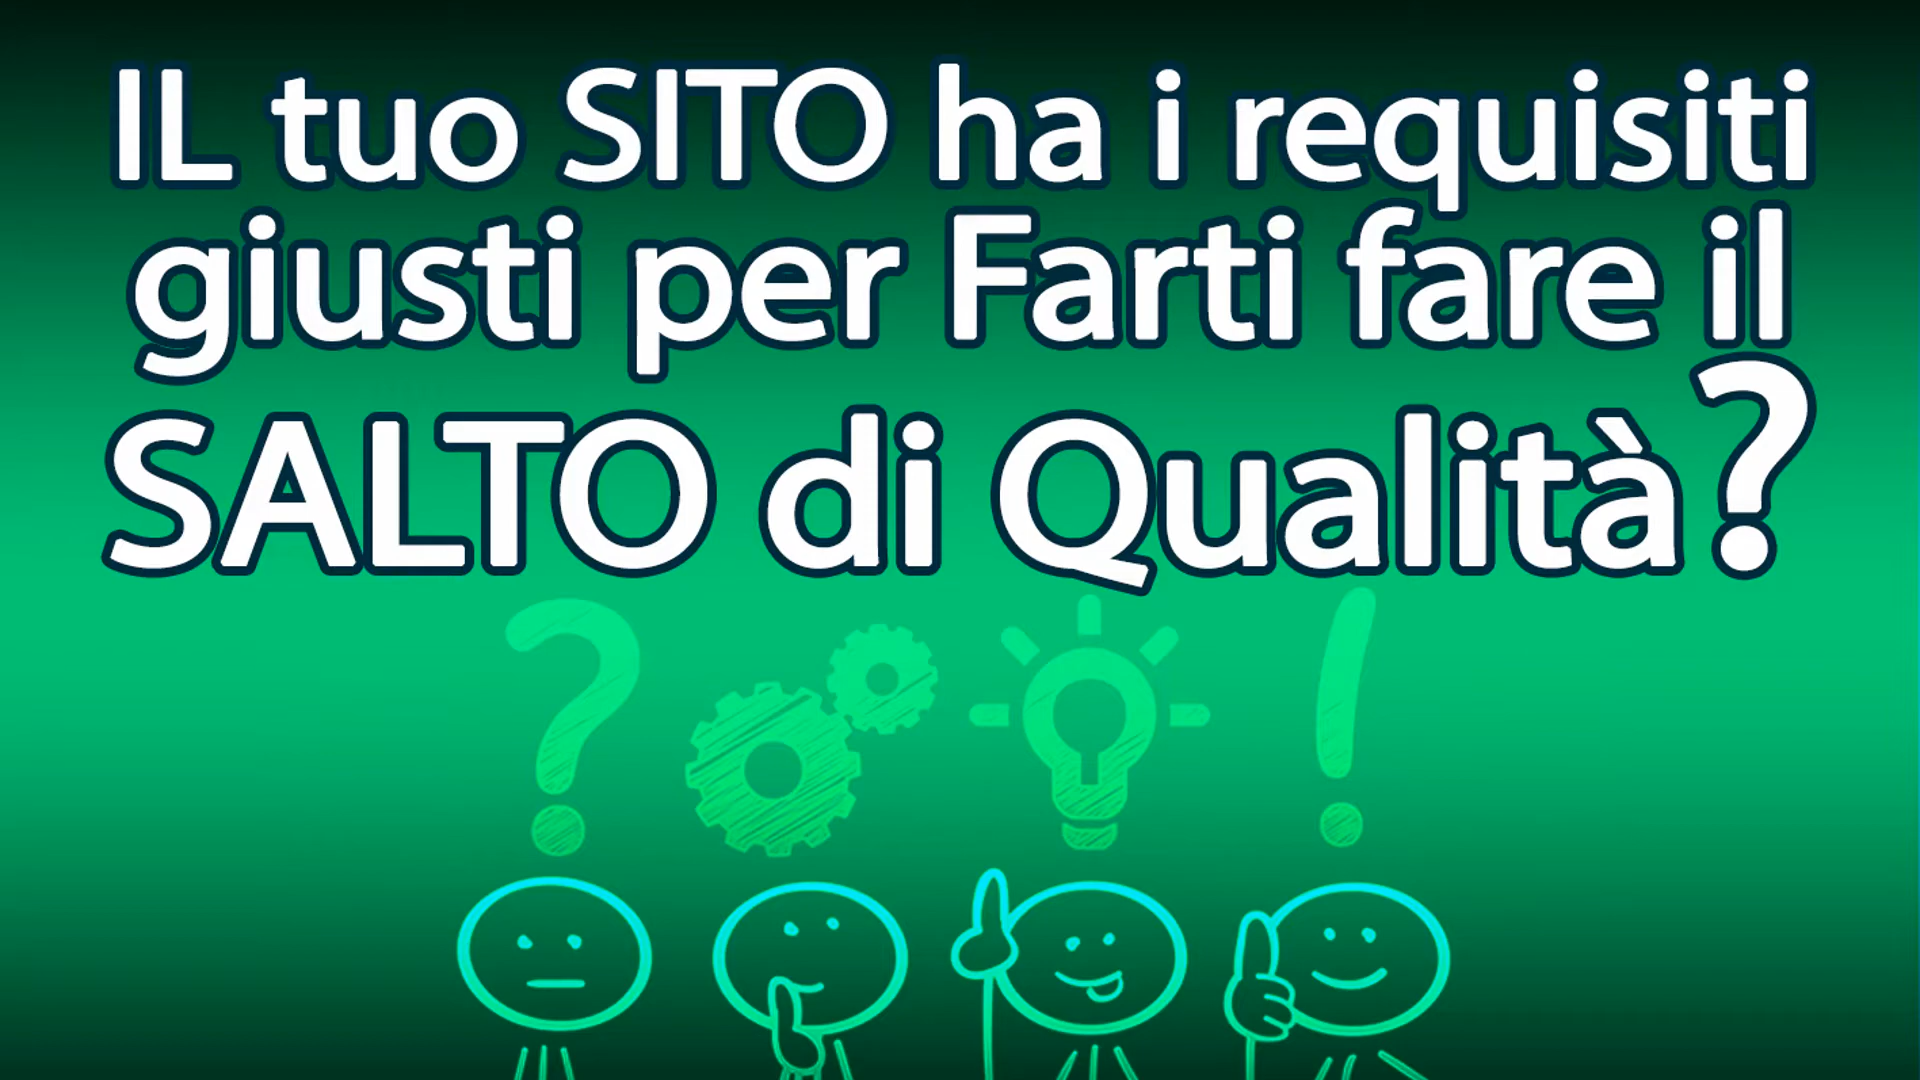 IL tuo SITO ha i requisiti
giusti per Farti fare il
SALTO di Qualità?